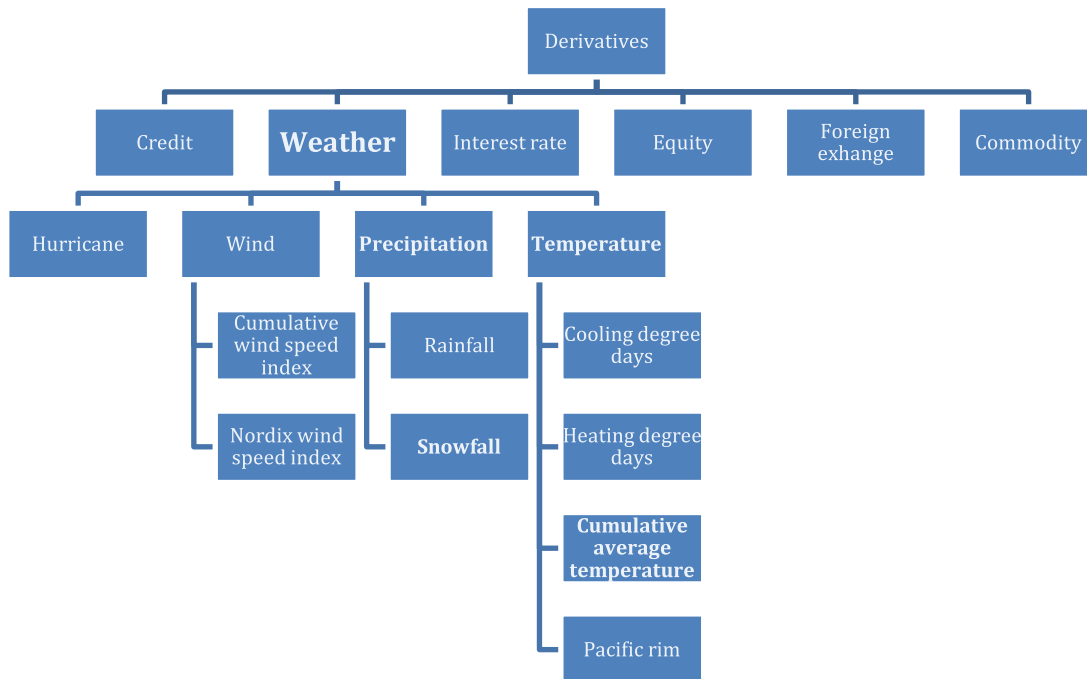 Derivatives
Credit
Weather
Interest rate
Equity
Foreign
exhange
Commodity
Hurricane
Wind
Precipitation
Temperature
Cumulative
wind speed
index
Rainfall
Cooling degree
days
Nordix wind
speed index
Snowfall
Heating degree
days
Cumulative
average
temperature
Pacific rim